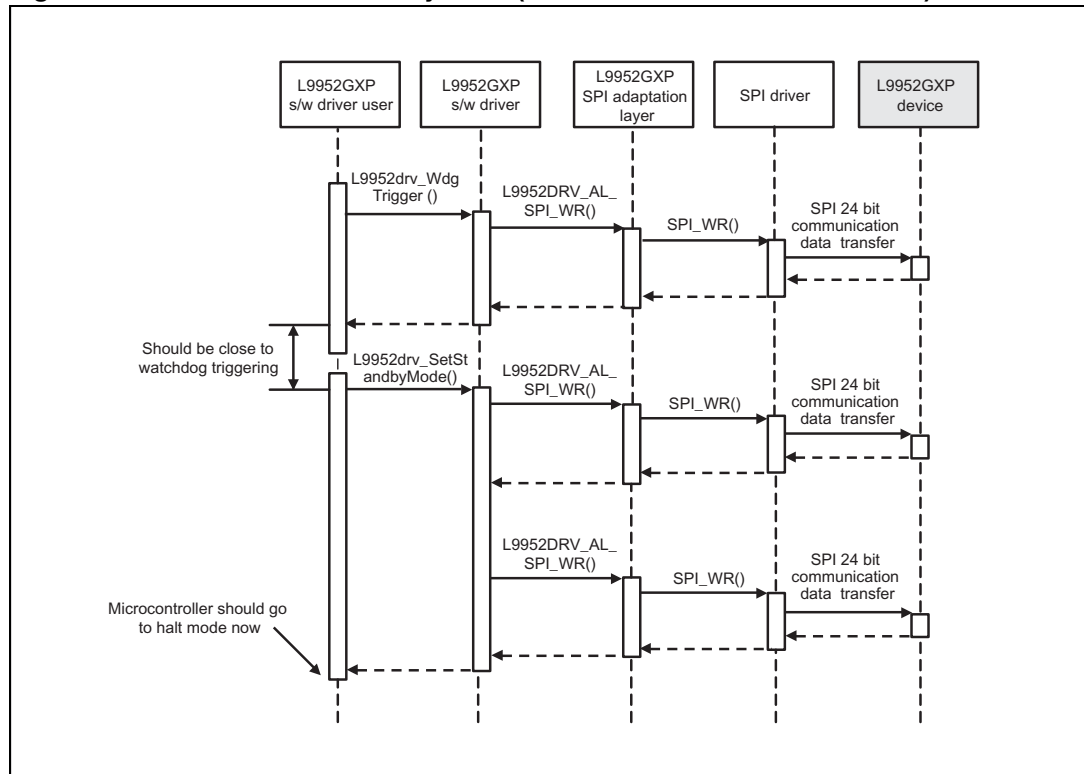 L9952GXP
s/w driver user
L9952GXP
s/w driver
L9952GXP
SPI adaptation
layer
SPI driver
L9952GXP
device
L9952drv_Wdg
Trigger ()
L9952DRV_AL_
SPI_WR()
SPI_WR()
SPI 24 bit
communication
data transfer
Should be close to
watchdog triggering
L9952drv_SetSt
andbyMode()
L9952DRV_AL_
SPI_WR()
SPI_WR()
SPI 24 bit
communication
data transfer
L9952DRV_AL_
SPI_WR()
SPI_WR()
SPI 24 bit
communication
data transfer
Microcontroller should go
to halt mode now